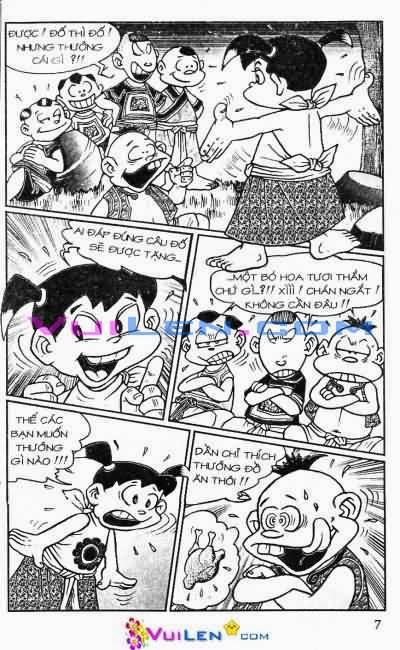 ĐƯỢC! ĐỐ THÌ ĐỐ!
NHƯNG THƯỞNG
CÁI GÌ ?!!
AI ĐÁP ĐÚNG CÂU ĐỐ
SẼ ĐƯỢC TẶNG...
...MỘT BÓ HOA TƯƠI THẮM
CHỨ GÌ..?!! XÌÌÌ! CHÁN NGẮT!
KHÔNG CẦN ĐÂU!!
VUILEN.COM
THẾ CÁC
BẠN MUỐN
THƯỞNG
GÌ NÀO!!!
DẦN CHỈ THÍCH
THƯỞNG ĐỒ
ĂN THÔI!!
7
VUILEN.COM